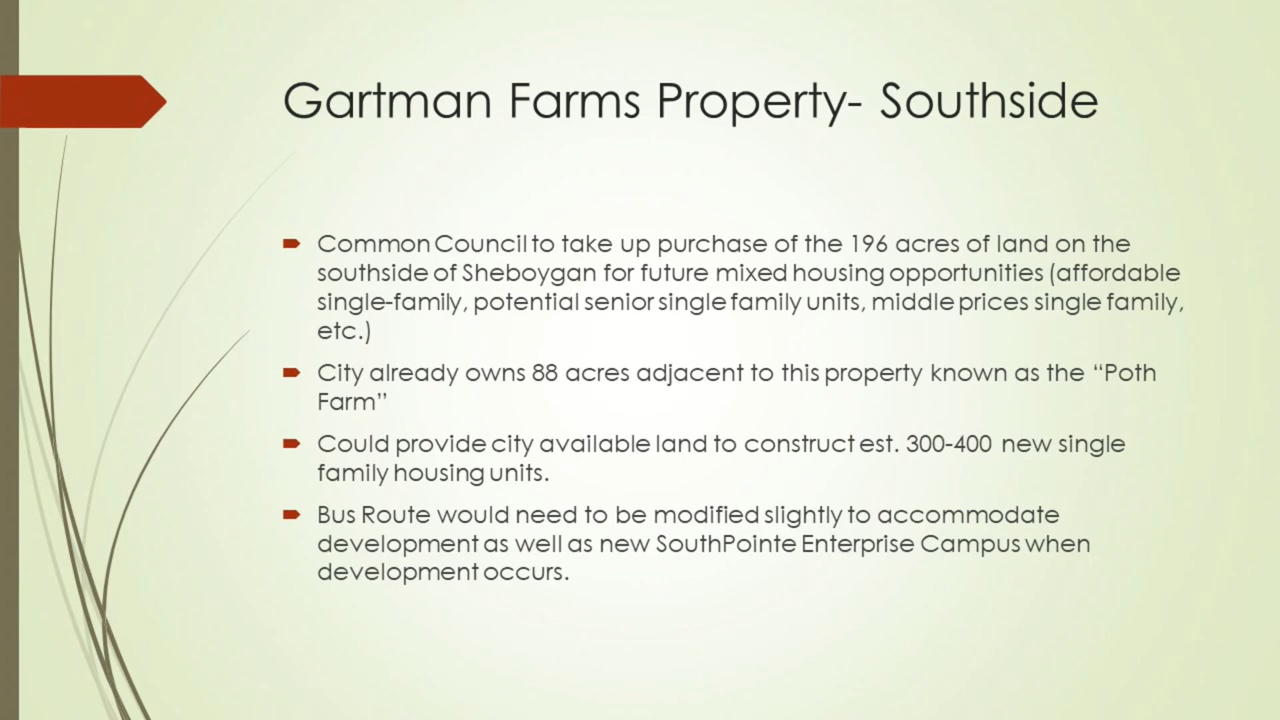 Gartman Farms Property- Southside
Common Council to take up purchase of the 196 acres of land on the
southside of Sheboygan for future mixed housing opportunities (affordable
single-family, potential senior single family units, middle prices single family,
etc.)
City already owns 88 acres adjacent to this property known as the “Poth
Farm”
Could provide city available land to construct est. 300-400 new single
family housing units.
Bus Route would need to be modified slightly to accommodate
development as well as new SouthPointe Enterprise Campus when
development occurs.